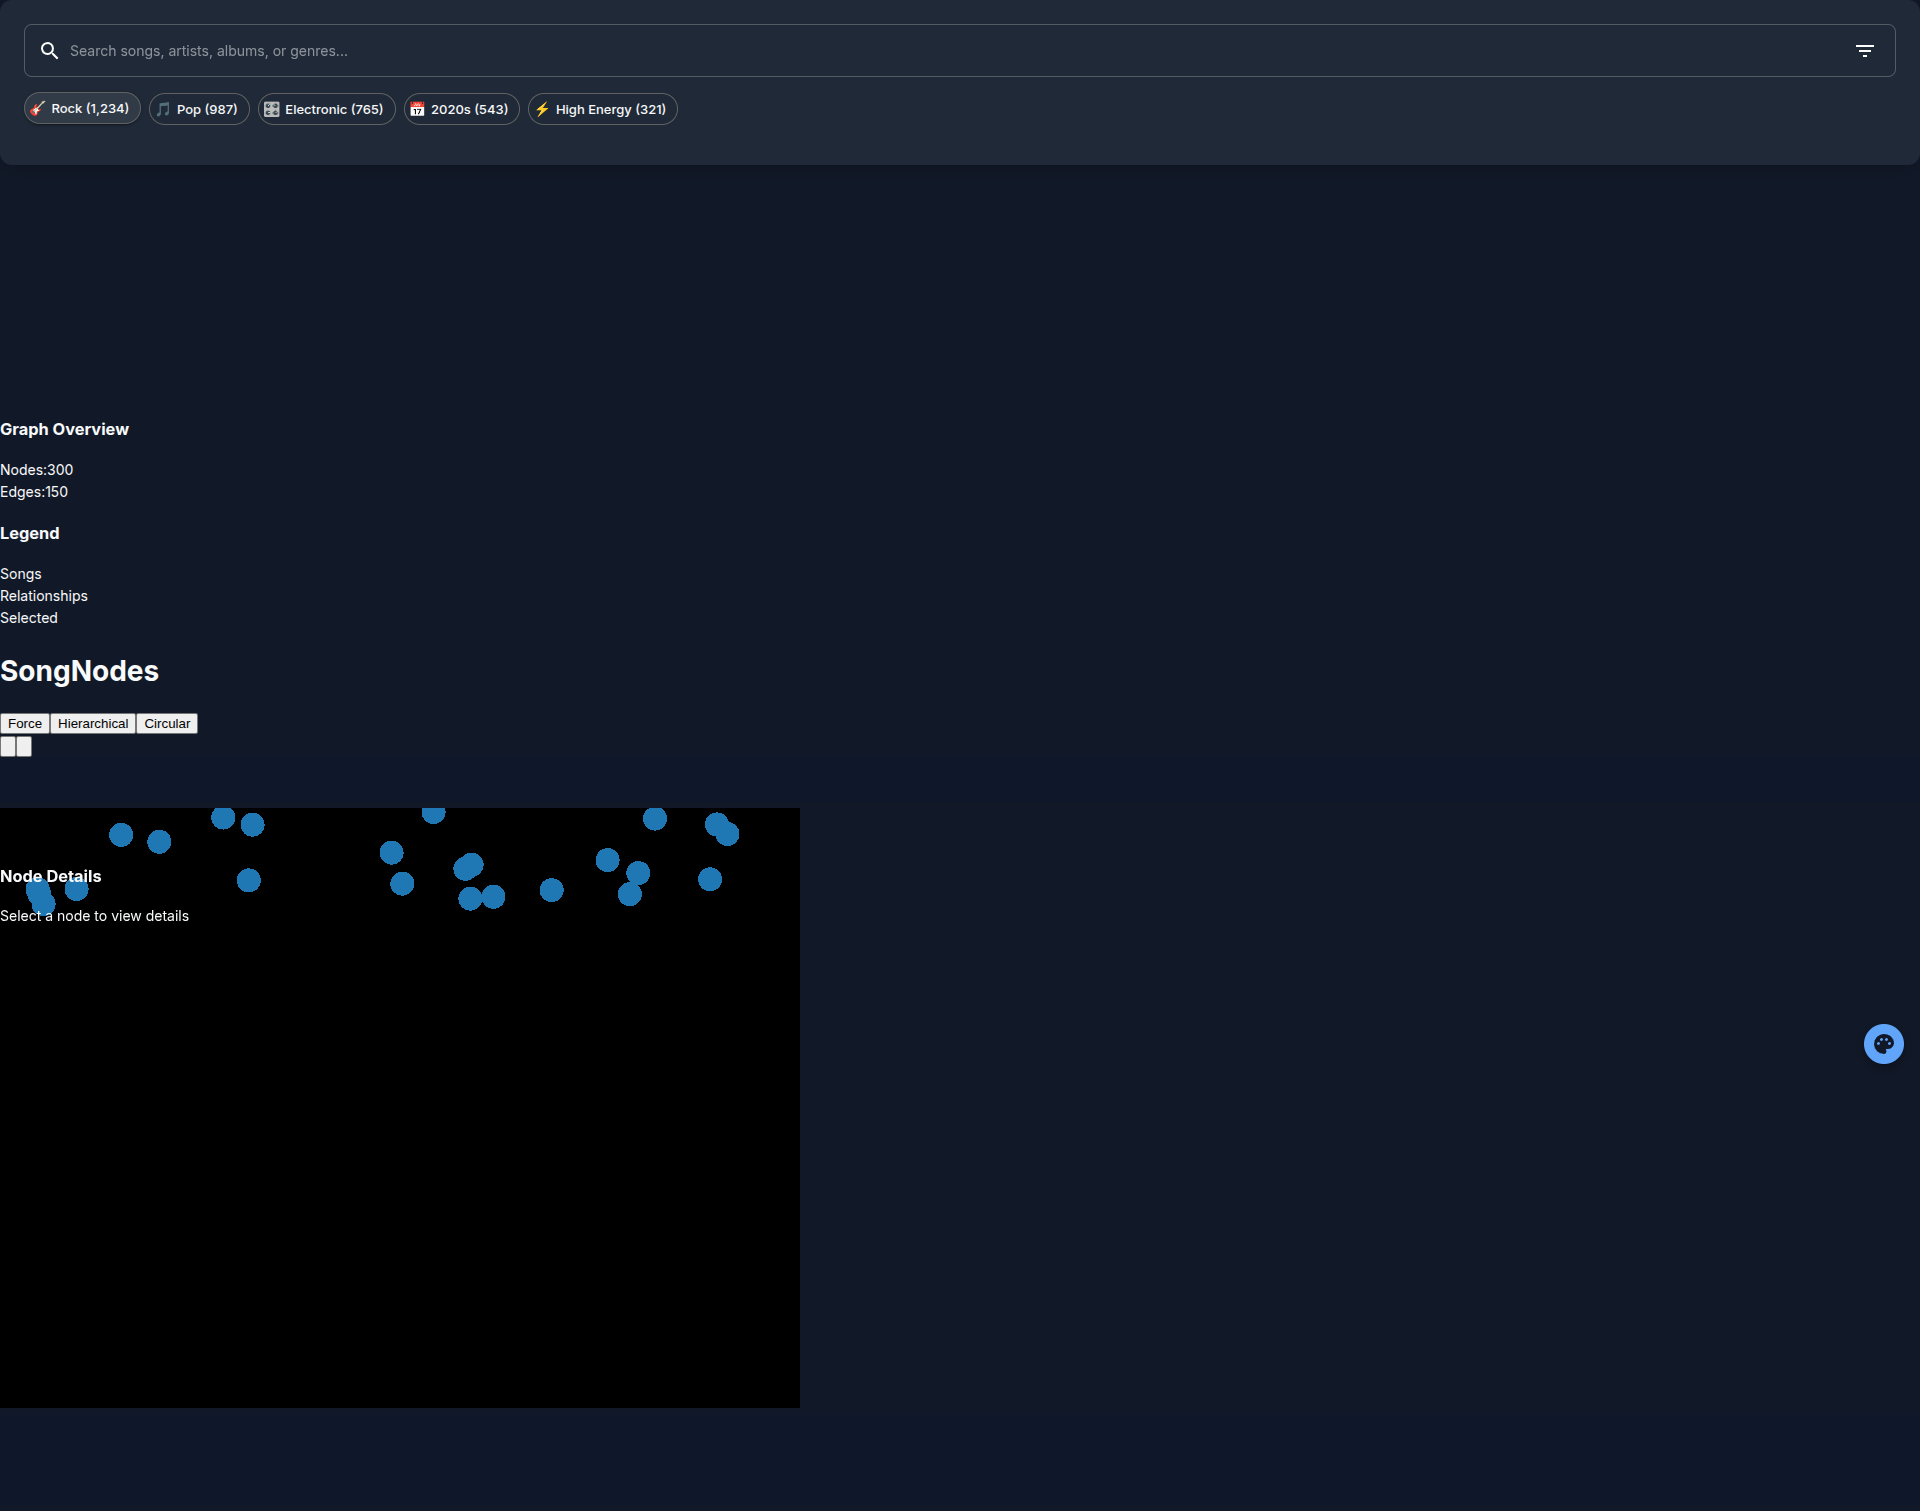 Search songs, artists, albums, or genres...
Rock (1,234) Pop (987) Electronic (765) 2020s (543) High Energy (321)
Graph Overview
Nodes:300
Edges:150
Legend
Songs
Relationships
Selected
SongNodes
Force Hierarchical Circular
Node Details
Select a node to view details